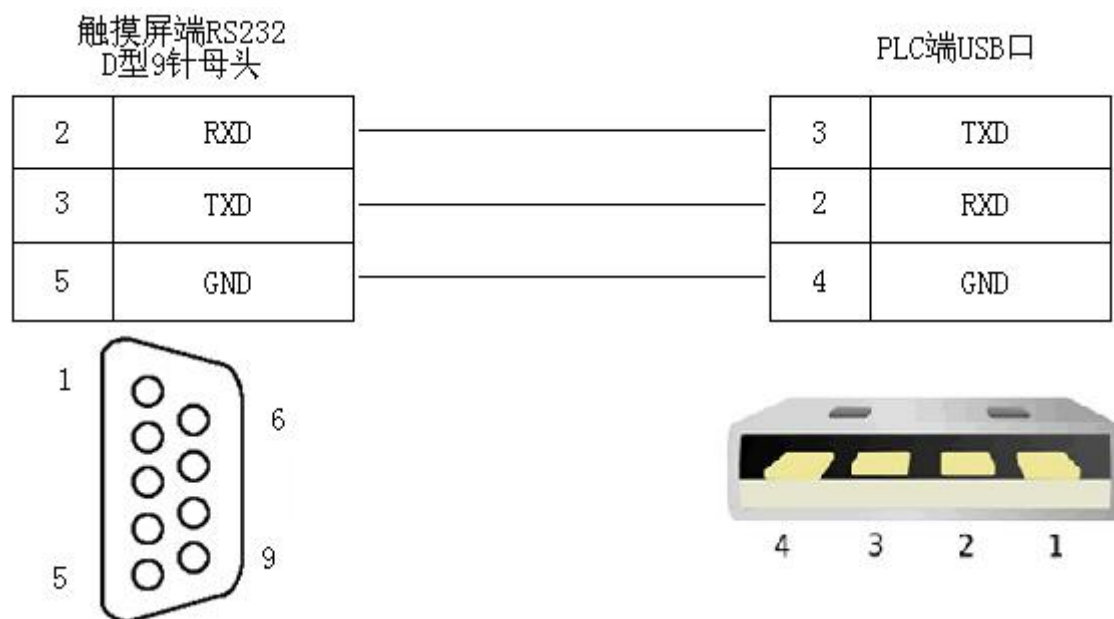 触摸屏端RS232
D型9针母头
PLC端USB口
2 RXD 3 TXD
3 TXD 2 RXD
5 GND 4 GND
1
6
5
9
4 3 2 1